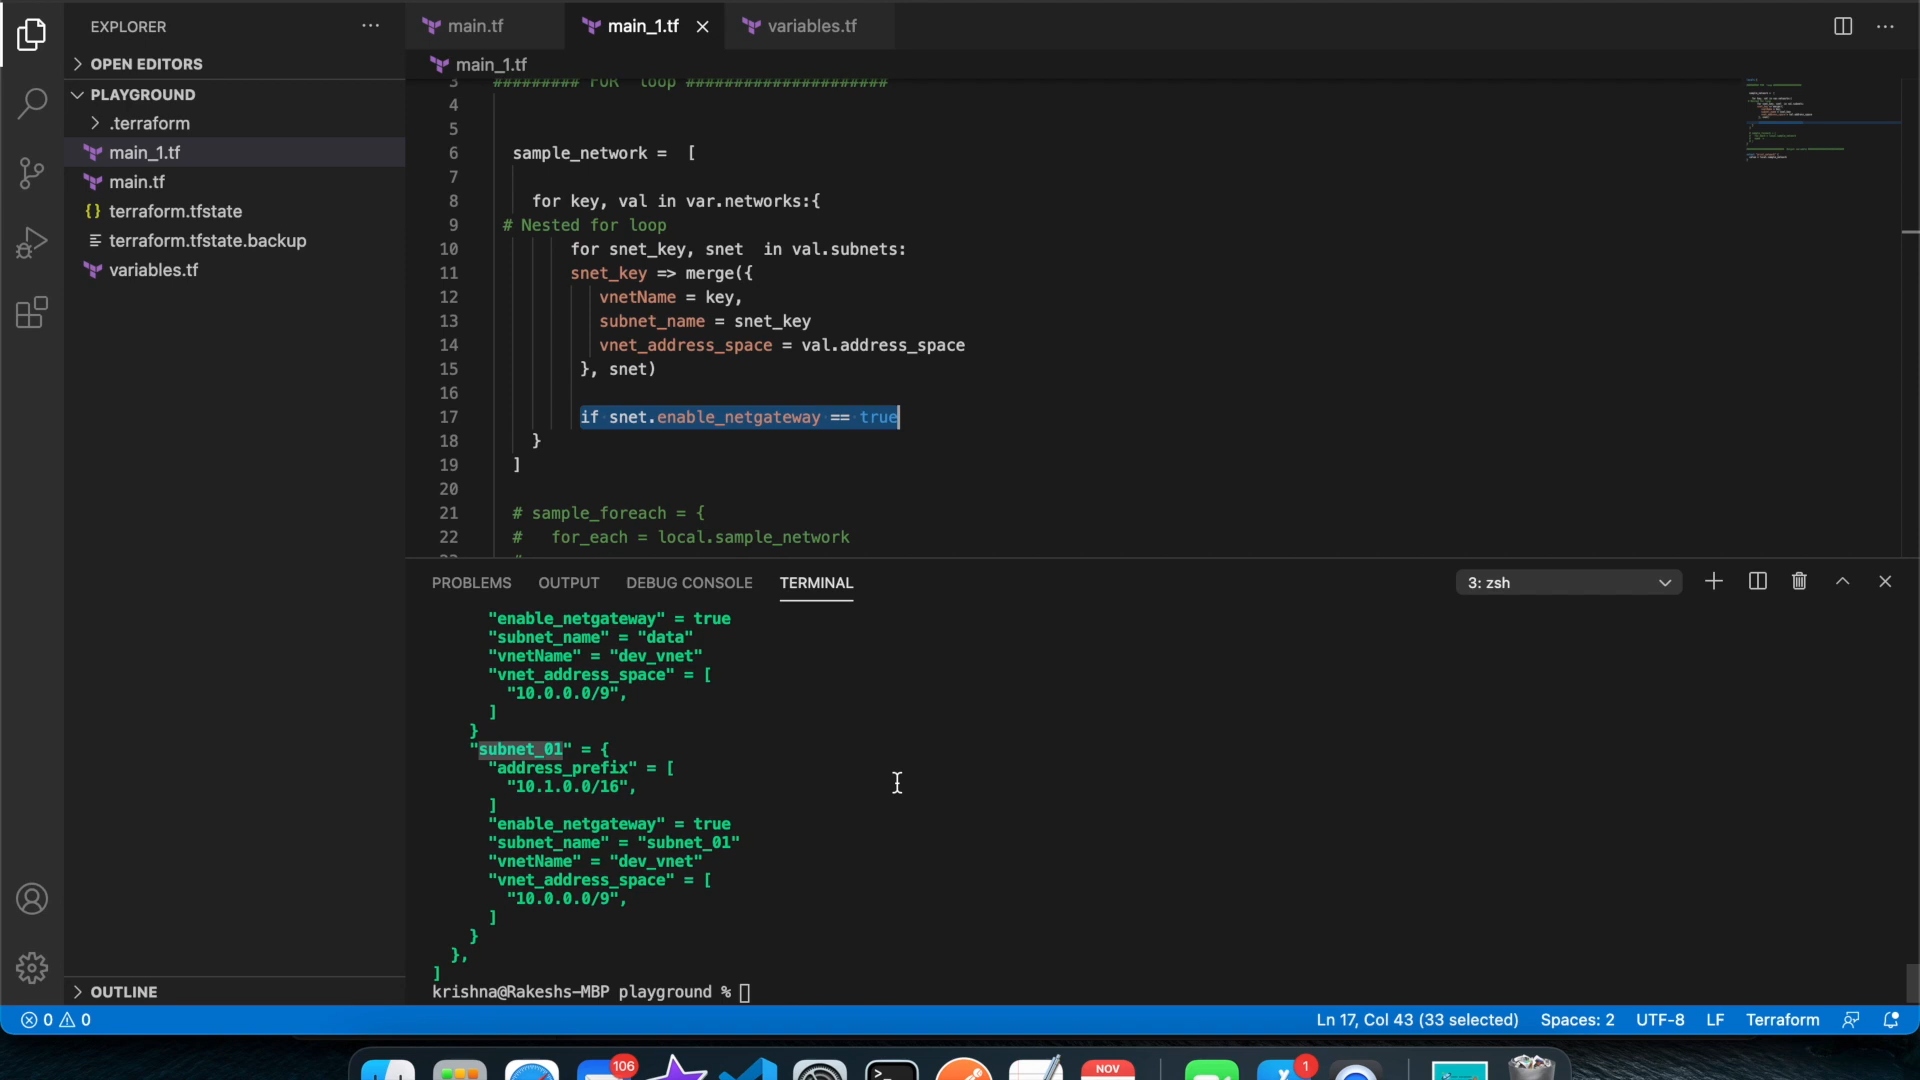 EXPLORER
main.tf
main_1.tf
variables.tf
OPEN EDITORS
main_1.tf
PLAYGROUND
.terraform
main_1.tf
main.tf
terraform.tfstate
terraform.tfstate.backup
variables.tf
OUTLINE
3 ######### FOR loop #####################
4
5
6 sample_network = [
7
8 for key, val in var.networks:{
9 # Nested for loop
10 for snet_key, snet in val.subnets:
11 snet_key => merge({
12 vnetName = key,
13 subnet_name = snet_key
14 vnet_address_space = val.address_space
15 }, snet)
16
17 if snet.enable_netgateway == true
18 }
19 ]
20
21 # sample_foreach = {
22 # for_each = local.sample_network
PROBLEMS OUTPUT DEBUG CONSOLE TERMINAL
3: zsh
"enable_netgateway" = true
"subnet_name" = "data"
"vnetName" = "dev_vnet"
"vnet_address_space" = [
"10.0.0.0/9",
]
}
"subnet_01" = {
"address_prefix" = [
"10.1.0.0/16",
]
"enable_netgateway" = true
"subnet_name" = "subnet_01"
"vnetName" = "dev_vnet"
"vnet_address_space" = [
"10.0.0.0/9",
]
}
},
]
krishna@Rakeshs-MBP playground %
0 0
Ln 17, Col 43 (33 selected) Spaces: 2 UTF-8 LF Terraform
106
NOV
1